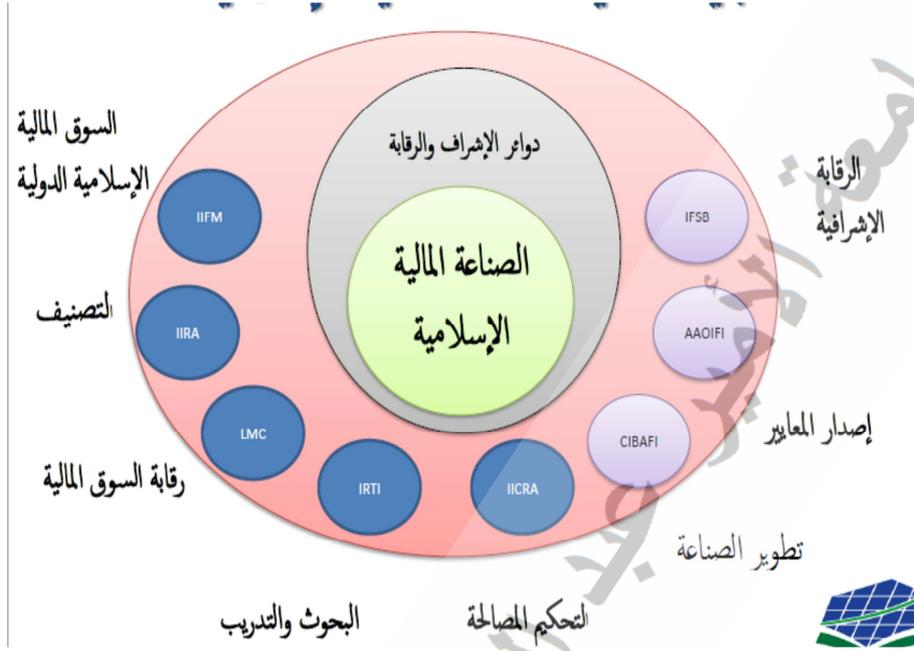 دوائر الإشراف والرقابة
الصناعة المالية
الإسلامية
السوق المالية
الإسلامية الدولية
IIFM
التصنيف
IIRA
LMC
رقابة السوق المالية
IRTI
البحوث والتدريب
IICRA
التحكيم المصالحة
CIBAFI
تطوير الصناعة
AAOIFI
إصدار المعايير
IFSB
الرقابة
الإشرافية